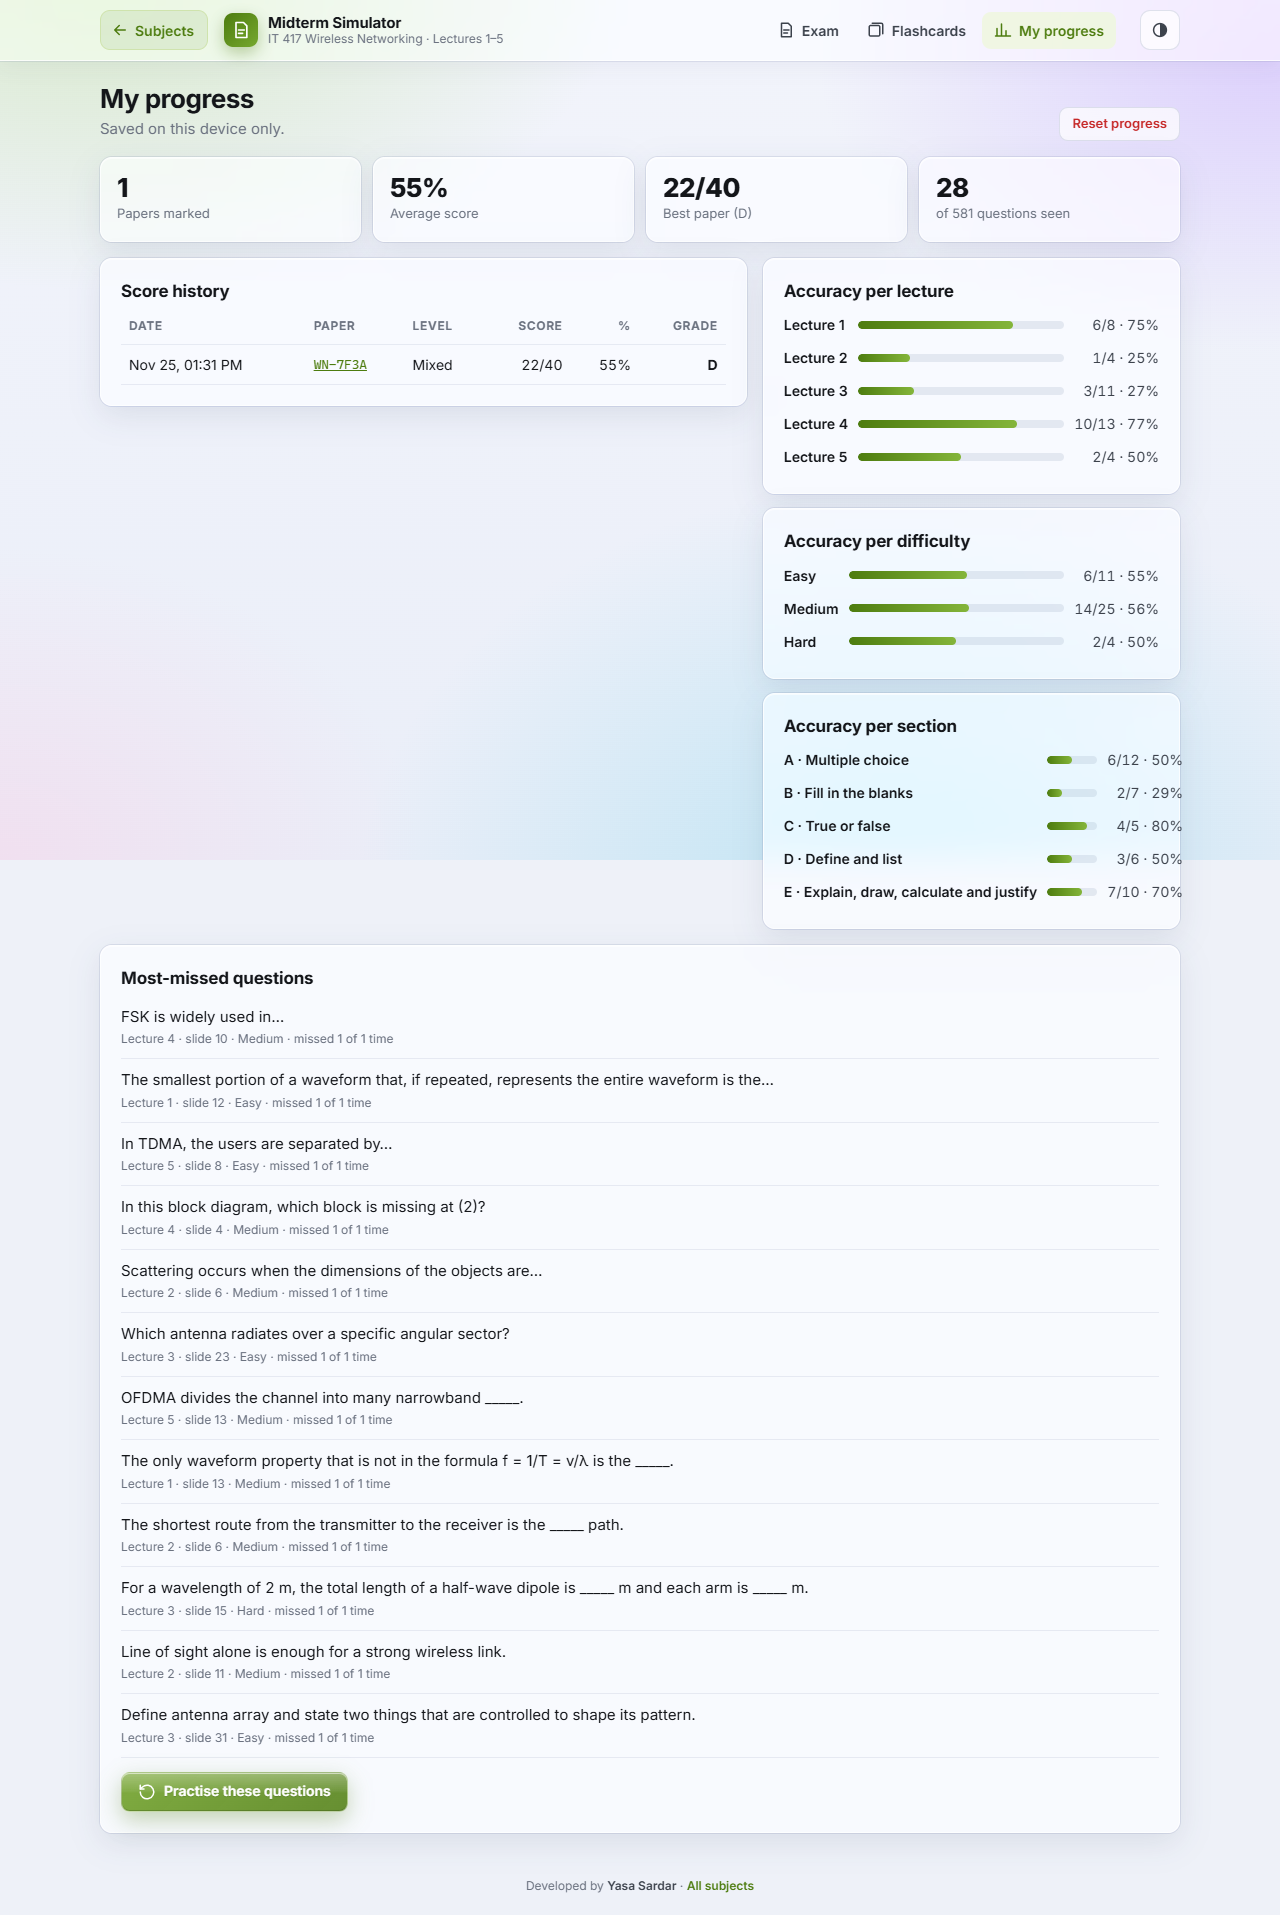 Subjects
Midterm Simulator
IT 417 Wireless Networking · Lectures 1–5
Exam
Flashcards
My progress
My progress
Saved on this device only.
Reset progress
1
Papers marked
55%
Average score
22/40
Best paper (D)
28
of 581 questions seen
Score history
DATE PAPER LEVEL SCORE % GRADE
Nov 25, 01:31 PM WN-7F3A Mixed 22/40 55% D
Accuracy per lecture
Lecture 1 6/8 · 75%
Lecture 2 1/4 · 25%
Lecture 3 3/11 · 27%
Lecture 4 10/13 · 77%
Lecture 5 2/4 · 50%
Accuracy per difficulty
Easy 6/11 · 55%
Medium 14/25 · 56%
Hard 2/4 · 50%
Accuracy per section
A · Multiple choice 6/12 · 50%
B · Fill in the blanks 2/7 · 29%
C · True or false 4/5 · 80%
D · Define and list 3/6 · 50%
E · Explain, draw, calculate and justify 7/10 · 70%
Most-missed questions
FSK is widely used in…
Lecture 4 · slide 10 · Medium · missed 1 of 1 time
The smallest portion of a waveform that, if repeated, represents the entire waveform is the…
Lecture 1 · slide 12 · Easy · missed 1 of 1 time
In TDMA, the users are separated by…
Lecture 5 · slide 8 · Easy · missed 1 of 1 time
In this block diagram, which block is missing at (2)?
Lecture 4 · slide 4 · Medium · missed 1 of 1 time
Scattering occurs when the dimensions of the objects are…
Lecture 2 · slide 6 · Medium · missed 1 of 1 time
Which antenna radiates over a specific angular sector?
Lecture 3 · slide 23 · Easy · missed 1 of 1 time
OFDMA divides the channel into many narrowband _____.
Lecture 5 · slide 13 · Medium · missed 1 of 1 time
The only waveform property that is not in the formula f = 1/T = v/λ is the _____.
Lecture 1 · slide 13 · Medium · missed 1 of 1 time
The shortest route from the transmitter to the receiver is the _____ path.
Lecture 2 · slide 6 · Medium · missed 1 of 1 time
For a wavelength of 2 m, the total length of a half-wave dipole is _____ m and each arm is _____ m.
Lecture 3 · slide 15 · Hard · missed 1 of 1 time
Line of sight alone is enough for a strong wireless link.
Lecture 2 · slide 11 · Medium · missed 1 of 1 time
Define antenna array and state two things that are controlled to shape its pattern.
Lecture 3 · slide 31 · Easy · missed 1 of 1 time
Practise these questions
Developed by Yasa Sardar · All subjects